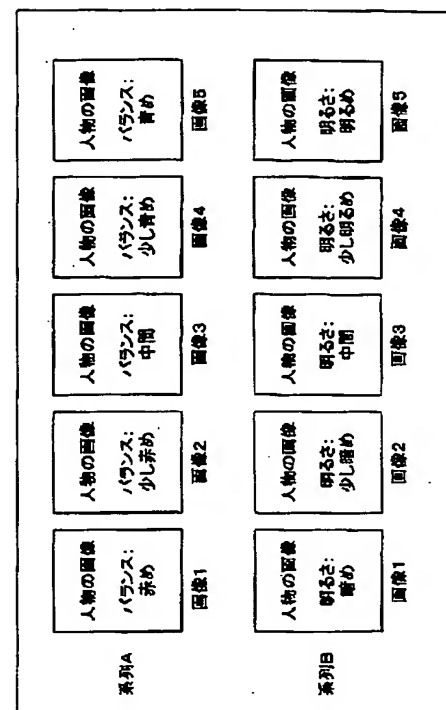 系列A
人物の画像
バランス:
赤め
画像1
人物の画像
バランス:
少し赤め
画像2
人物の画像
バランス:
中間
画像3
人物の画像
バランス:
少し青め
画像4
人物の画像
バランス:
青め
画像5
系列B
人物の画像
明るさ:
暗め
画像1
人物の画像
明るさ:
少し暗め
画像2
人物の画像
明るさ:
中間
画像3
人物の画像
明るさ:
少し明るめ
画像4
人物の画像
明るさ:
明るめ
画像5